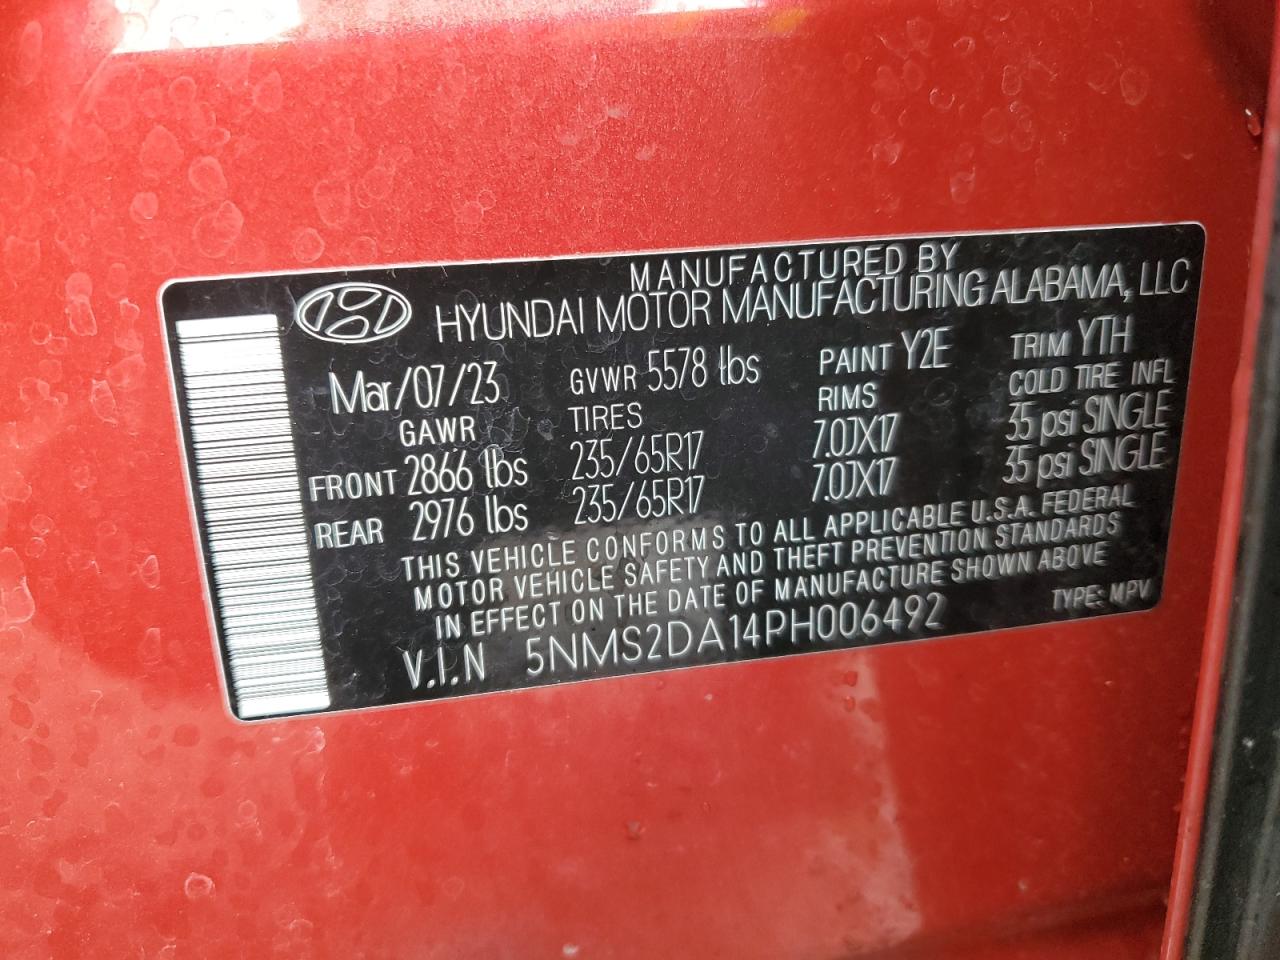 MANUFACTURED BY
HYUNDAI MOTOR MANUFACTURING ALABAMA, LLC
Mar/07/23 GVWR 5578 lbs PAINT Y2E TRIM YTH
GAWR TIRES RIMS COLD TIRE INFL
FRONT 2866 lbs 235/65R17 7.0JX17 35 psi SINGLE
REAR 2976 lbs 235/65R17 7.0JX17 35 psi SINGLE
THIS VEHICLE CONFORMS TO ALL APPLICABLE U.S.A. FEDERAL
MOTOR VEHICLE SAFETY AND THEFT PREVENTION STANDARDS
IN EFFECT ON THE DATE OF MANUFACTURE SHOWN ABOVE
V.I.N 5NMS2DA14PH006492 TYPE: MPV